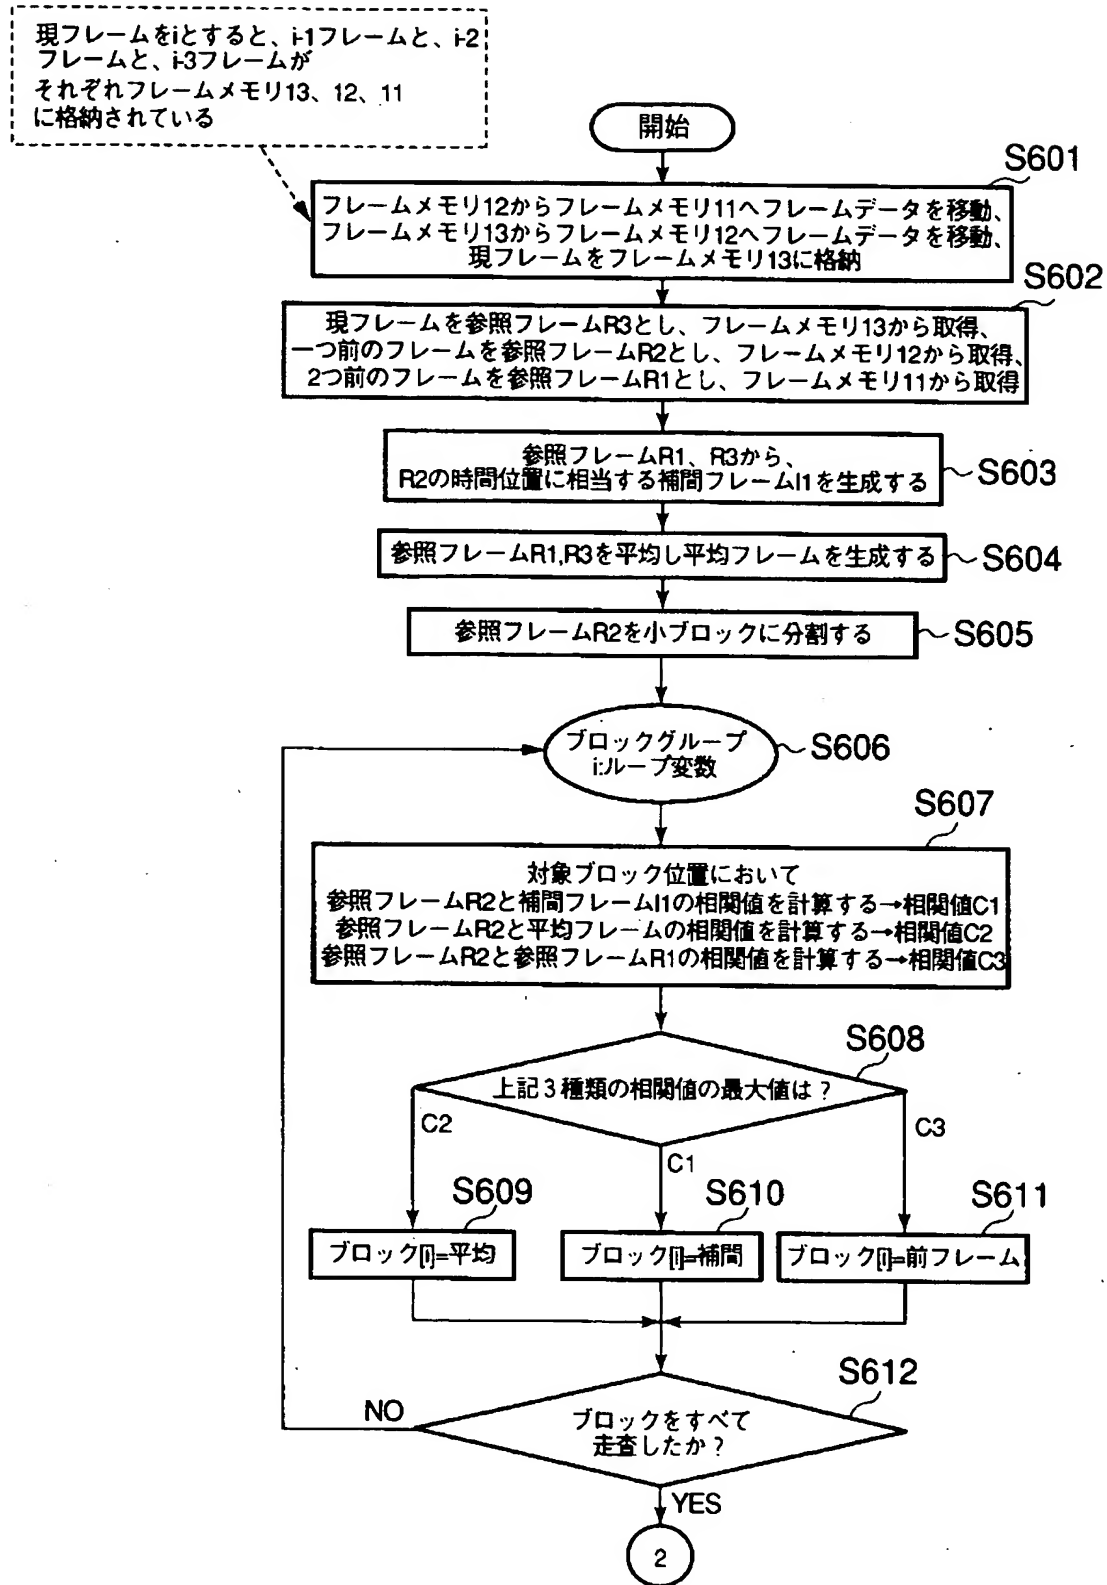 現フレームをiとすると、i-1フレームと、i-2
フレームと、i-3フレームが
それぞれフレームメモリ13、12、11
に格納されている
開始
S601
フレームメモリ12からフレームメモリ11へフレームデータを移動、
フレームメモリ13からフレームメモリ12へフレームデータを移動、
現フレームをフレームメモリ13に格納
S602
現フレームを参照フレームR3とし、フレームメモリ13から取得、
一つ前のフレームを参照フレームR2とし、フレームメモリ12から取得、
2つ前のフレームを参照フレームR1とし、フレームメモリ11から取得
参照フレームR1、R3から、
R2の時間位置に相当する補間フレームI1を生成する
S603
参照フレームR1,R3を平均し平均フレームを生成する
S604
参照フレームR2を小ブロックに分割する
S605
ブロックグループ
i:ループ変数
S606
S607
対象ブロック位置において
参照フレームR2と補間フレームI1の相関値を計算する→相関値C1
参照フレームR2と平均フレームの相関値を計算する→相関値C2
参照フレームR2と参照フレームR1の相関値を計算する→相関値C3
S608
上記3種類の相関値の最大値は？
C2
C1
C3
S609
ブロック[i]=平均
S610
ブロック[i]=補間
S611
ブロック[i]=前フレーム
S612
ブロックをすべて
走査したか？
NO
YES
2